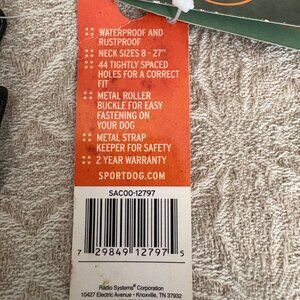 WATERPROOF AND
RUSTPROOF
NECK SIZES 8 - 27"
44 TIGHTLY SPACED
HOLES FOR A CORRECT
FIT
METAL ROLLER
BUCKLE FOR EASY
FASTENING ON
YOUR DOG
METAL STRAP
KEEPER FOR SAFETY
2 YEAR WARRANTY
SPORTDOG.COM
SAC00-12797
7 29849 12797 5
Radio Systems® Corporation
10427 Electric Avenue • Knoxville, TN 37932